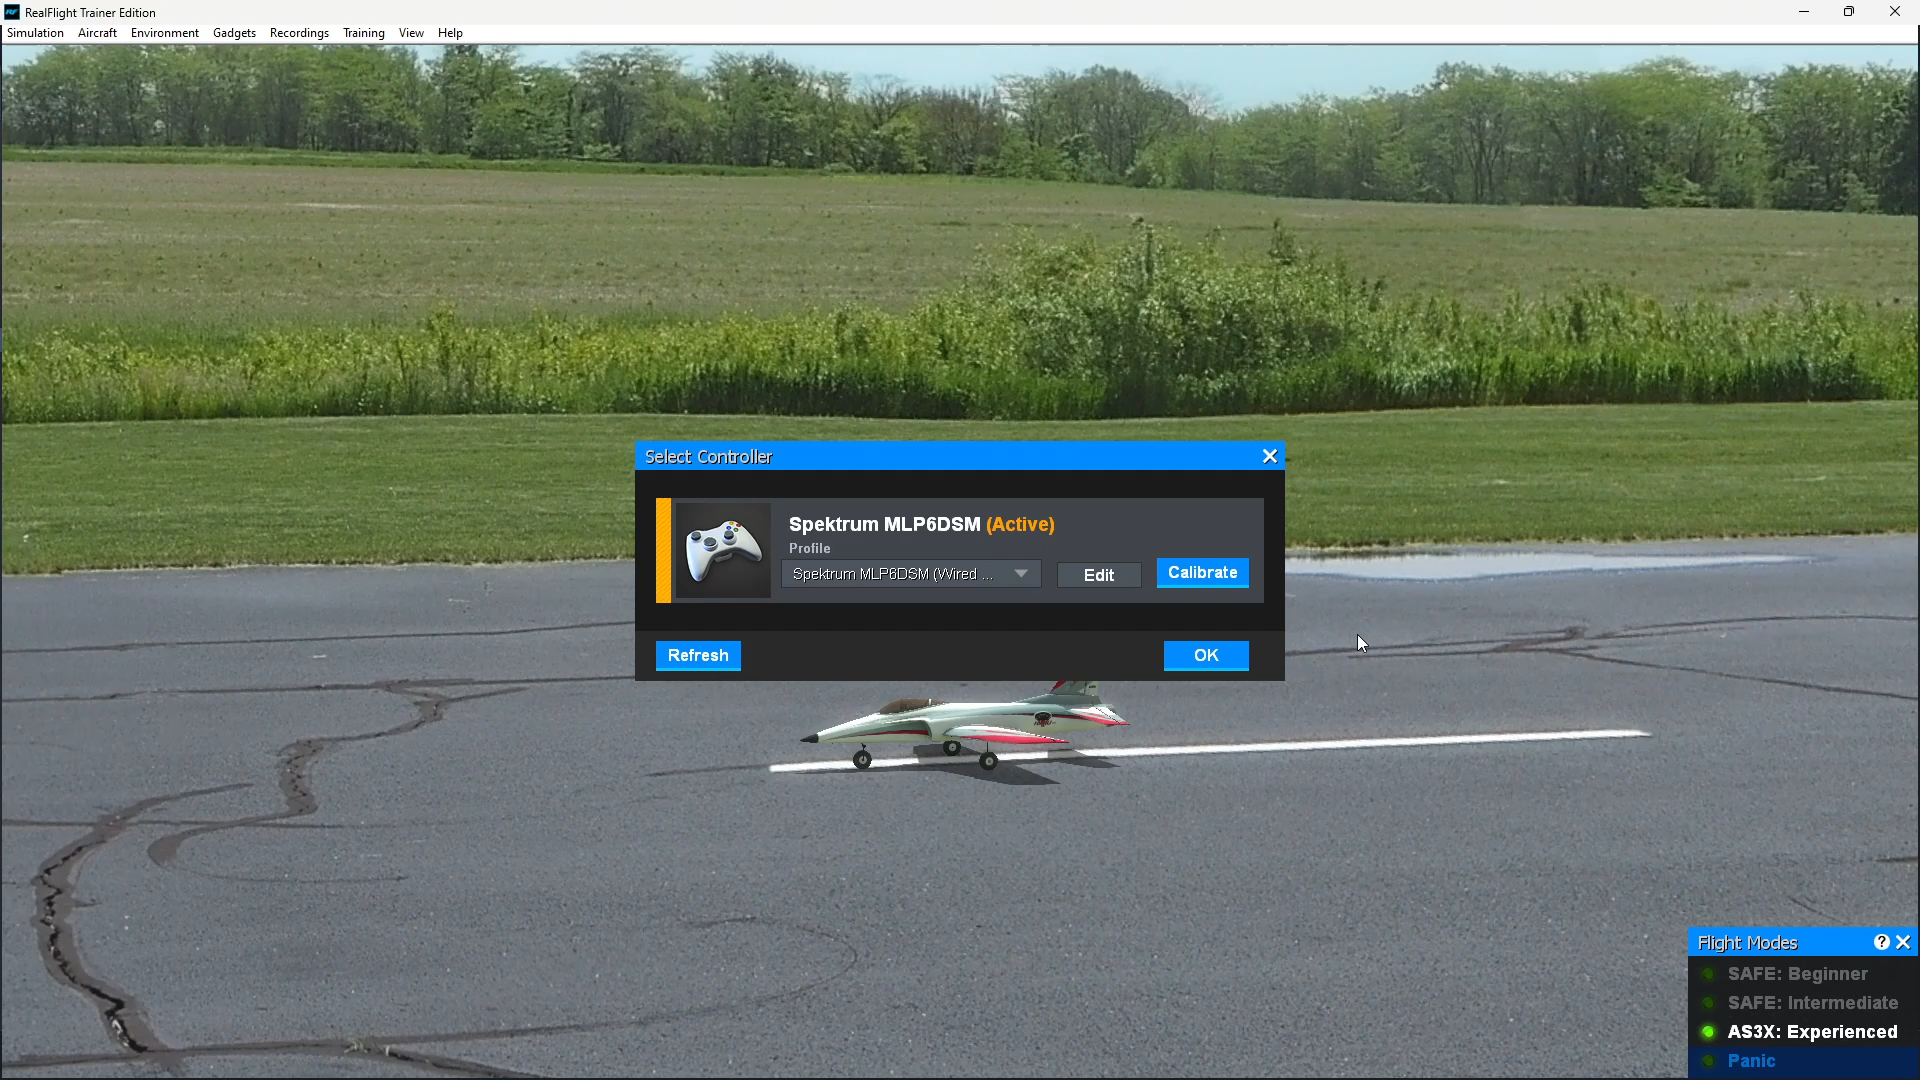 RealFlight Trainer Edition
Simulation Aircraft Environment Gadgets Recordings Training View Help
Select Controller
Spektrum MLP6DSM (Active)
Profile
Spektrum MLP6DSM (Wired ...
Edit
Calibrate
Refresh
OK
Flight Modes
SAFE: Beginner
SAFE: Intermediate
AS3X: Experienced
Panic